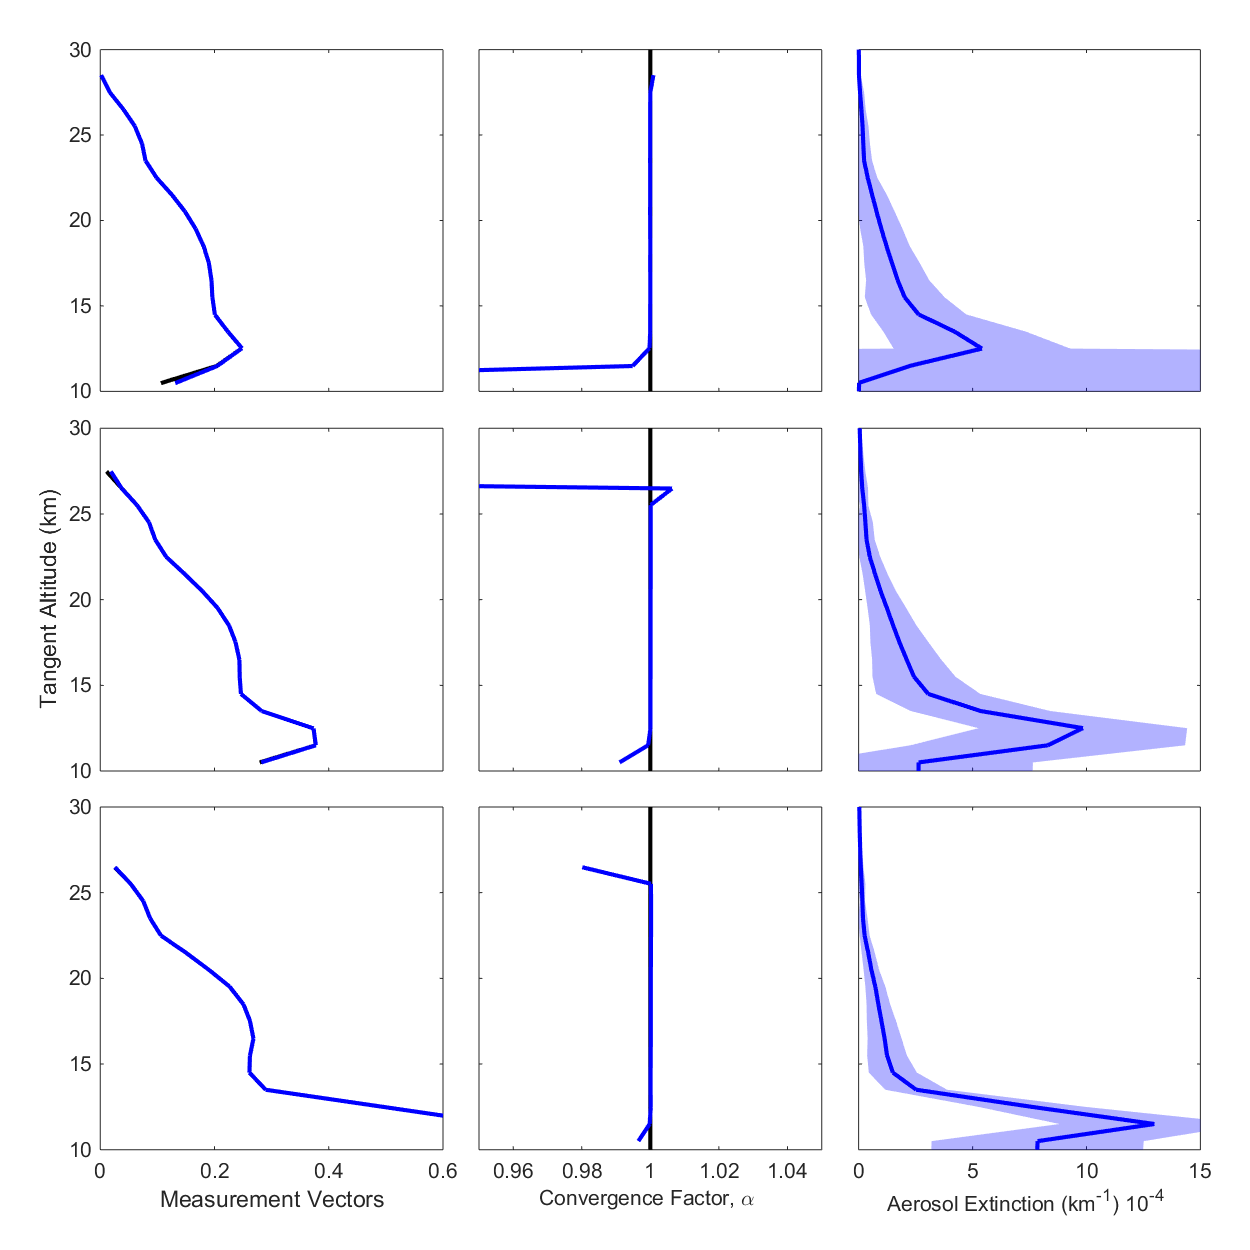 30
25
20
15
10
30
25
20
15
10
Tangent Altitude (km)
30
25
20
15
10
0 0.2 0.4 0.6
0.96 0.98 1 1.02 1.04
0 5 10 15
Measurement Vectors
Convergence Factor, α
Aerosol Extinction (km⁻¹) 10⁻⁴